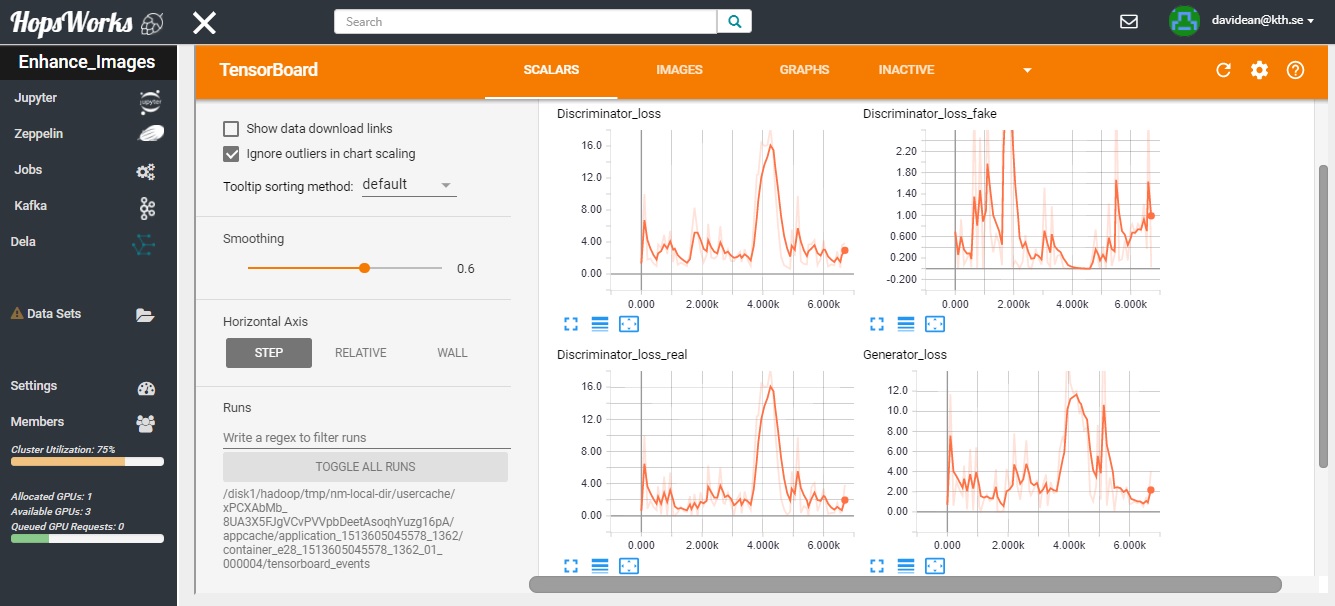 HopsWorks
Search
davidean@kth.se
Enhance_Images
Jupyter
jupyter
Zeppelin
Jobs
Kafka
Dela
Data Sets
Settings
Members
Cluster Utilization: 75%
Allocated GPUs: 1
Available GPUs: 3
Queued GPU Requests: 0
TensorBoard
SCALARS
IMAGES
GRAPHS
INACTIVE
Show data download links
Ignore outliers in chart scaling
Tooltip sorting method: default
Smoothing
0.6
Horizontal Axis
STEP RELATIVE WALL
Runs
Write a regex to filter runs
TOGGLE ALL RUNS
/disk1/hadoop/tmp/nm-local-dir/usercache/
xPCXAbMb_
8UA3X5FJgVCvPVVpbDeetAsoqhYuzg16pA/
appcache/application_1513605045578_1362/
container_e28_1513605045578_1362_01_
000004/tensorboard_events
Discriminator_loss
16.0
12.0
8.00
4.00
0.00
0.000 2.000k 4.000k 6.000k
Discriminator_loss_fake
2.20
1.80
1.40
1.00
0.600
0.200
-0.200
0.000 2.000k 4.000k 6.000k
Discriminator_loss_real
16.0
12.0
8.00
4.00
0.00
0.000 2.000k 4.000k 6.000k
Generator_loss
12.0
10.0
8.00
6.00
4.00
2.00
0.00
0.000 2.000k 4.000k 6.000k